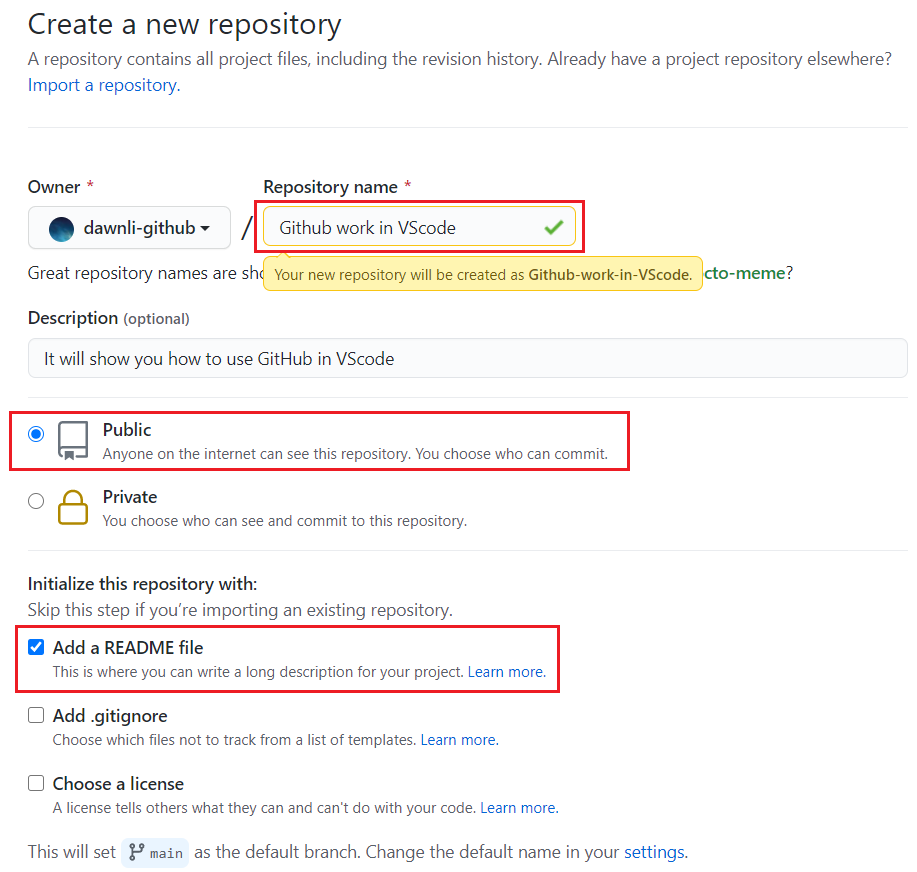 Create a new repository
A repository contains all project files, including the revision history. Already have a project repository elsewhere?
Import a repository.
Owner *
Repository name *
dawnli-github
/
Github work in VScode
Great repository names are sho
Your new repository will be created as Github-work-in-VScode.
cto-meme?
Description (optional)
It will show you how to use GitHub in VScode
Public
Anyone on the internet can see this repository. You choose who can commit.
Private
You choose who can see and commit to this repository.
Initialize this repository with:
Skip this step if you’re importing an existing repository.
Add a README file
This is where you can write a long description for your project. Learn more.
Add .gitignore
Choose which files not to track from a list of templates. Learn more.
Choose a license
A license tells others what they can and can't do with your code. Learn more.
This will set main as the default branch. Change the default name in your settings.